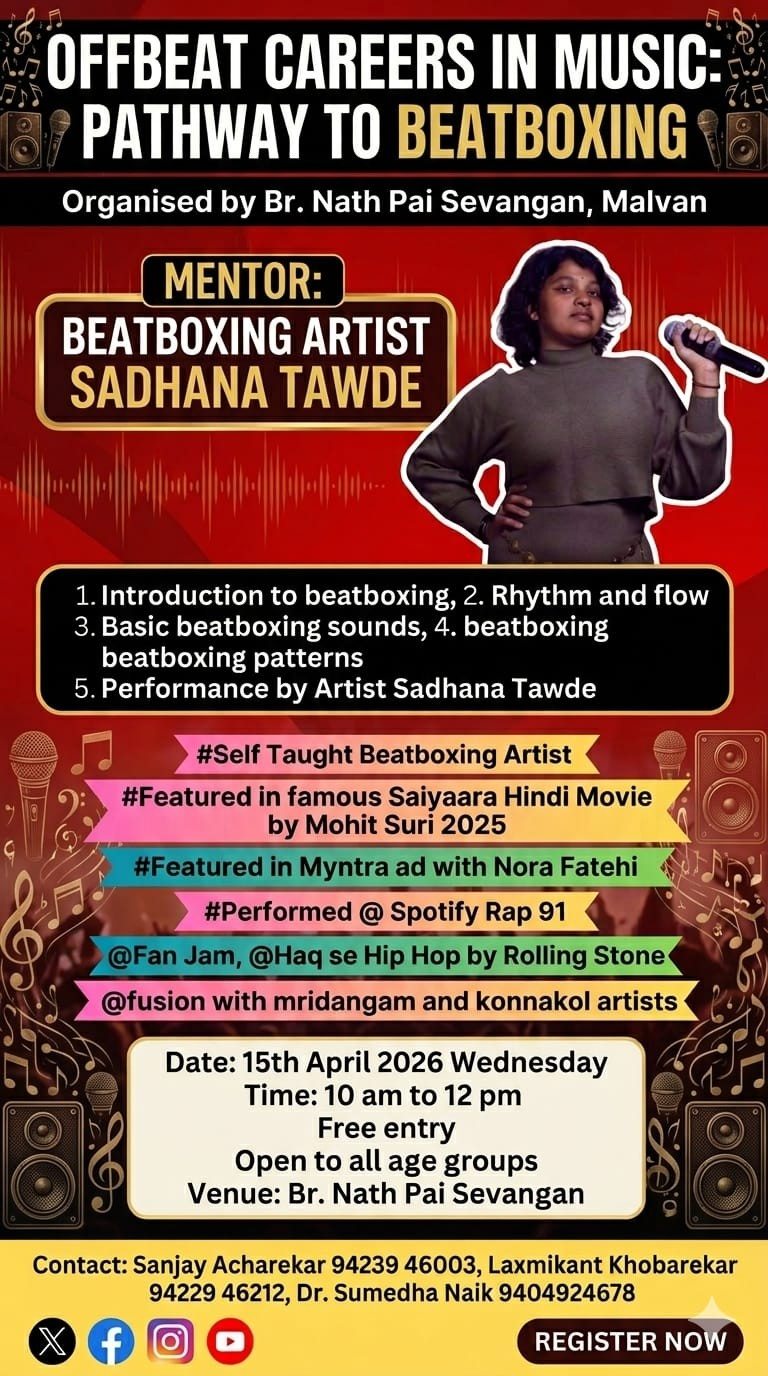 OFFBEAT CAREERS IN MUSIC:
PATHWAY TO BEATBOXING
Organised by Br. Nath Pai Sevangan, Malvan
MENTOR:
BEATBOXING ARTIST
SADHANA TAWDE
1. Introduction to beatboxing, 2. Rhythm and flow
3. Basic beatboxing sounds, 4. beatboxing
beatboxing patterns
5. Performance by Artist Sadhana Tawde
#Self Taught Beatboxing Artist
#Featured in famous Saiyaara Hindi Movie
by Mohit Suri 2025
#Featured in Myntra ad with Nora Fatehi
#Performed @ Spotify Rap 91
@Fan Jam, @Haq se Hip Hop by Rolling Stone
@fusion with mridangam and konnakol artists
Date: 15th April 2026 Wednesday
Time: 10 am to 12 pm
Free entry
Open to all age groups
Venue: Br. Nath Pai Sevangan
Contact: Sanjay Acharekar 94239 46003, Laxmikant Khobarekar
94229 46212, Dr. Sumedha Naik 9404924678
REGISTER NOW